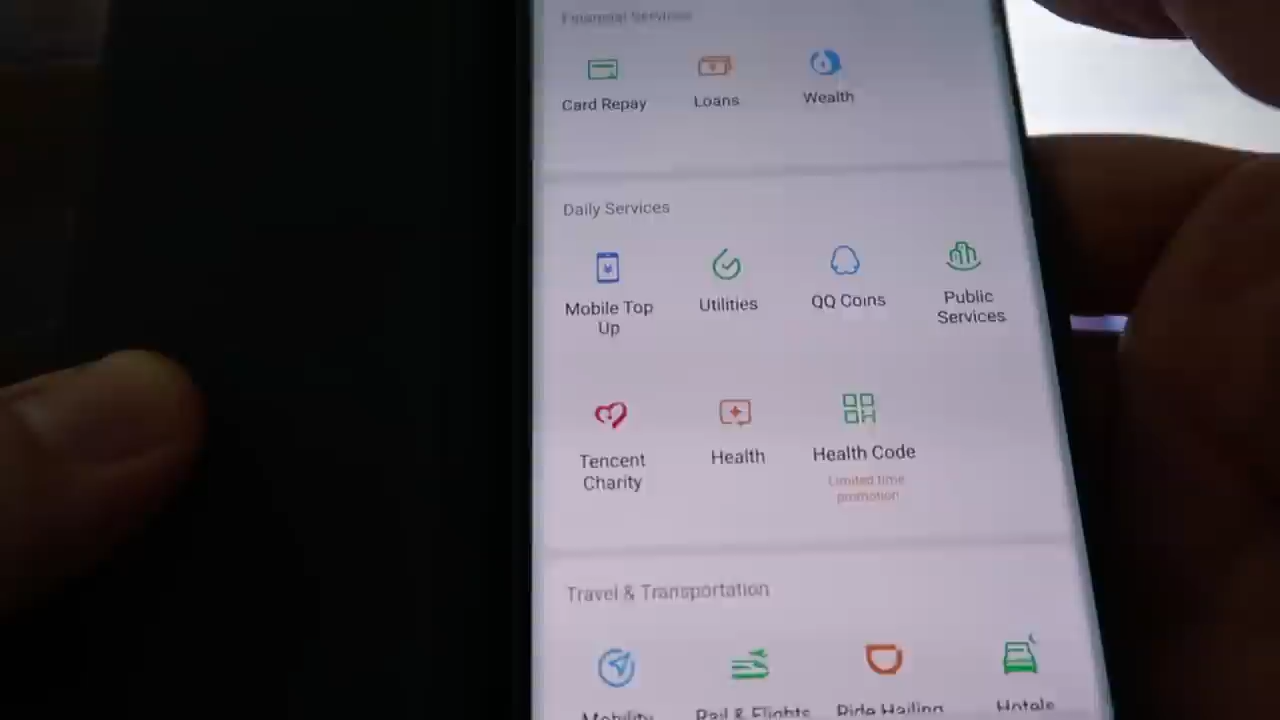 Financial Services
Card Repay
Loans
Wealth
Daily Services
Mobile Top
Up
Utilities
QQ Coins
Public
Services
Tencent
Charity
Health
Health Code
Limited time
promotion
Travel & Transportation
Mobility
Rail & Flights
Ride Hailing
Hotels